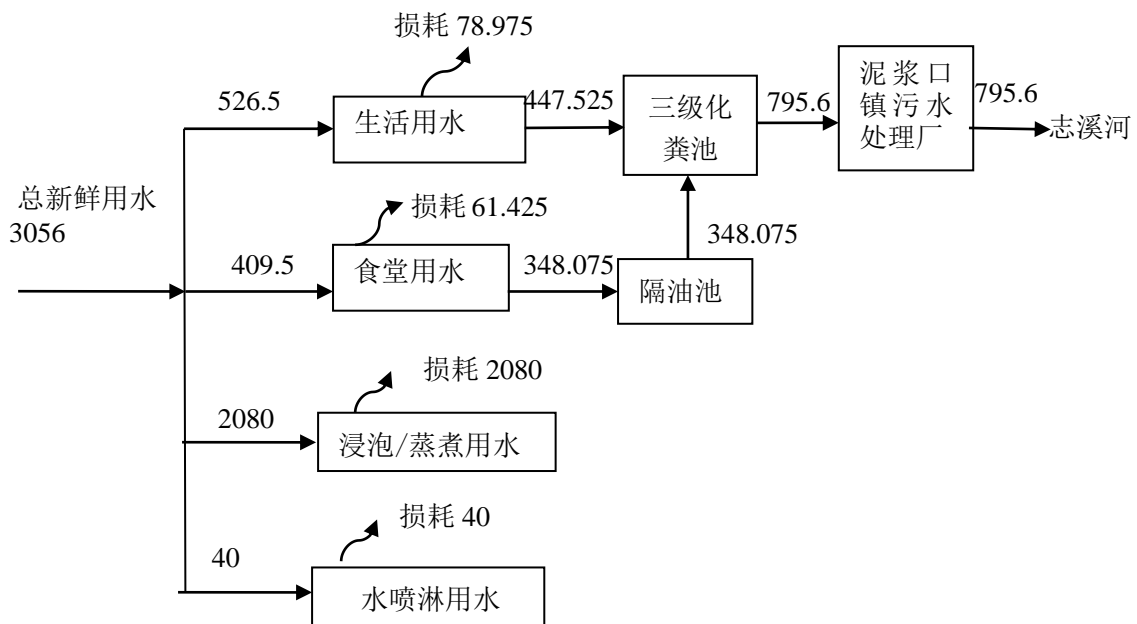 损耗 78.975
526.5
生活用水
447.525
三级化
粪池
795.6
泥浆口
镇污水
处理厂
795.6
志溪河
总新鲜用水
3056
损耗 61.425
409.5
食堂用水
348.075
隔油池
348.075
损耗 2080
2080
浸泡/蒸煮用水
损耗 40
40
水喷淋用水